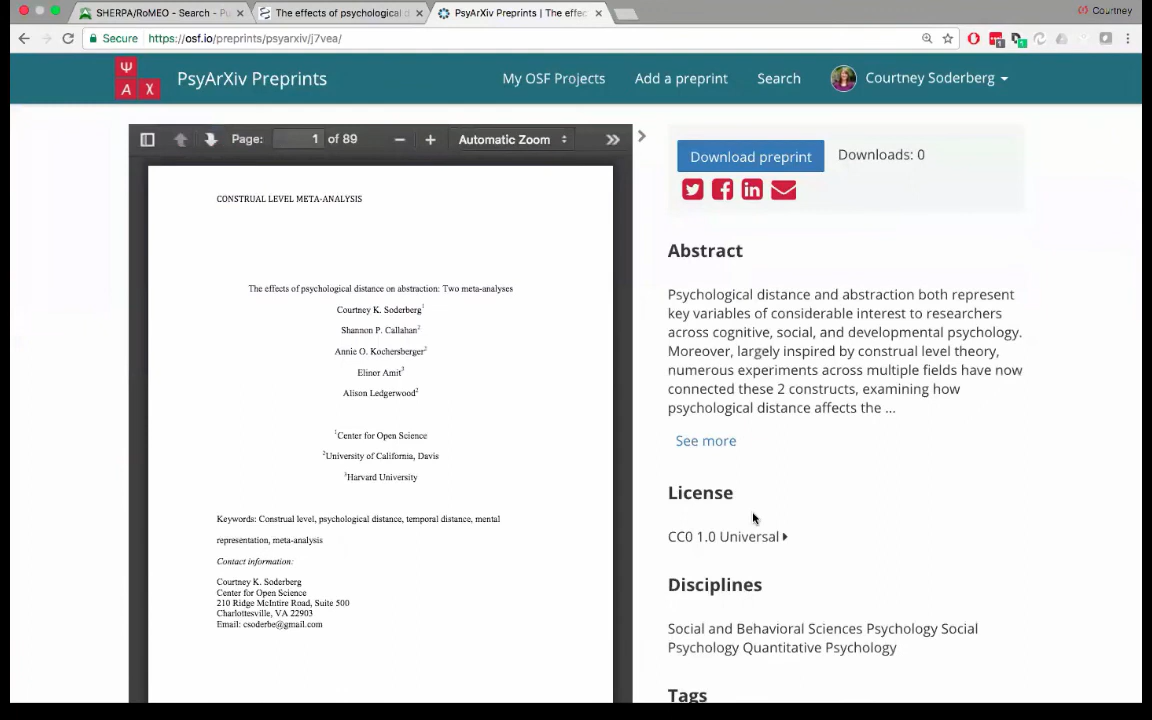 SHERPA/RoMEO - Search - Pu
The effects of psychological d
PsyArXiv Preprints | The effec
Courtney
Secure
https://osf.io/preprints/psyarxiv/j7vea/
Ψ
A χ
PsyArXiv Preprints
My OSF Projects
Add a preprint
Search
Courtney Soderberg
Page: 1 of 89
Automatic Zoom
CONSTRUAL LEVEL META-ANALYSIS
The effects of psychological distance on abstraction: Two meta-analyses
Courtney K. Soderberg1
Shannon P. Callahan2
Annie O. Kochersberger2
Elinor Amit3
Alison Ledgerwood2
1Center for Open Science
2University of California, Davis
3Harvard University
Keywords: Construal level, psychological distance, temporal distance, mental
representation, meta-analysis
Contact information:
Courtney K. Soderberg
Center for Open Science
210 Ridge McIntire Road, Suite 500
Charlottesville, VA 22903
Email: csoderbe@gmail.com
Download preprint
Downloads: 0
Abstract
Psychological distance and abstraction both represent
key variables of considerable interest to researchers
across cognitive, social, and developmental psychology.
Moreover, largely inspired by construal level theory,
numerous experiments across multiple fields have now
connected these 2 constructs, examining how
psychological distance affects the ...
See more
License
CC0 1.0 Universal
Disciplines
Social and Behavioral Sciences Psychology Social
Psychology Quantitative Psychology
Tags